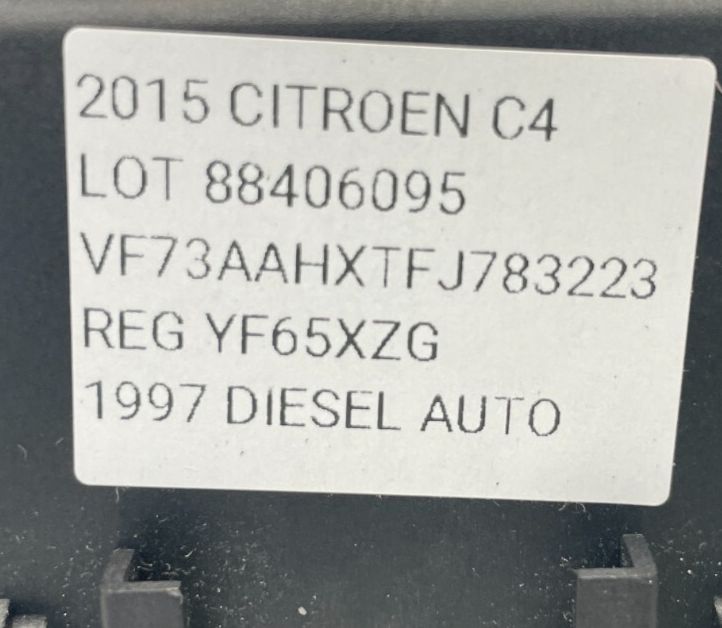 2015 CITROEN C4
LOT 88406095
VF73AAHXTFJ783223
REG YF65XZG
1997 DIESEL AUTO